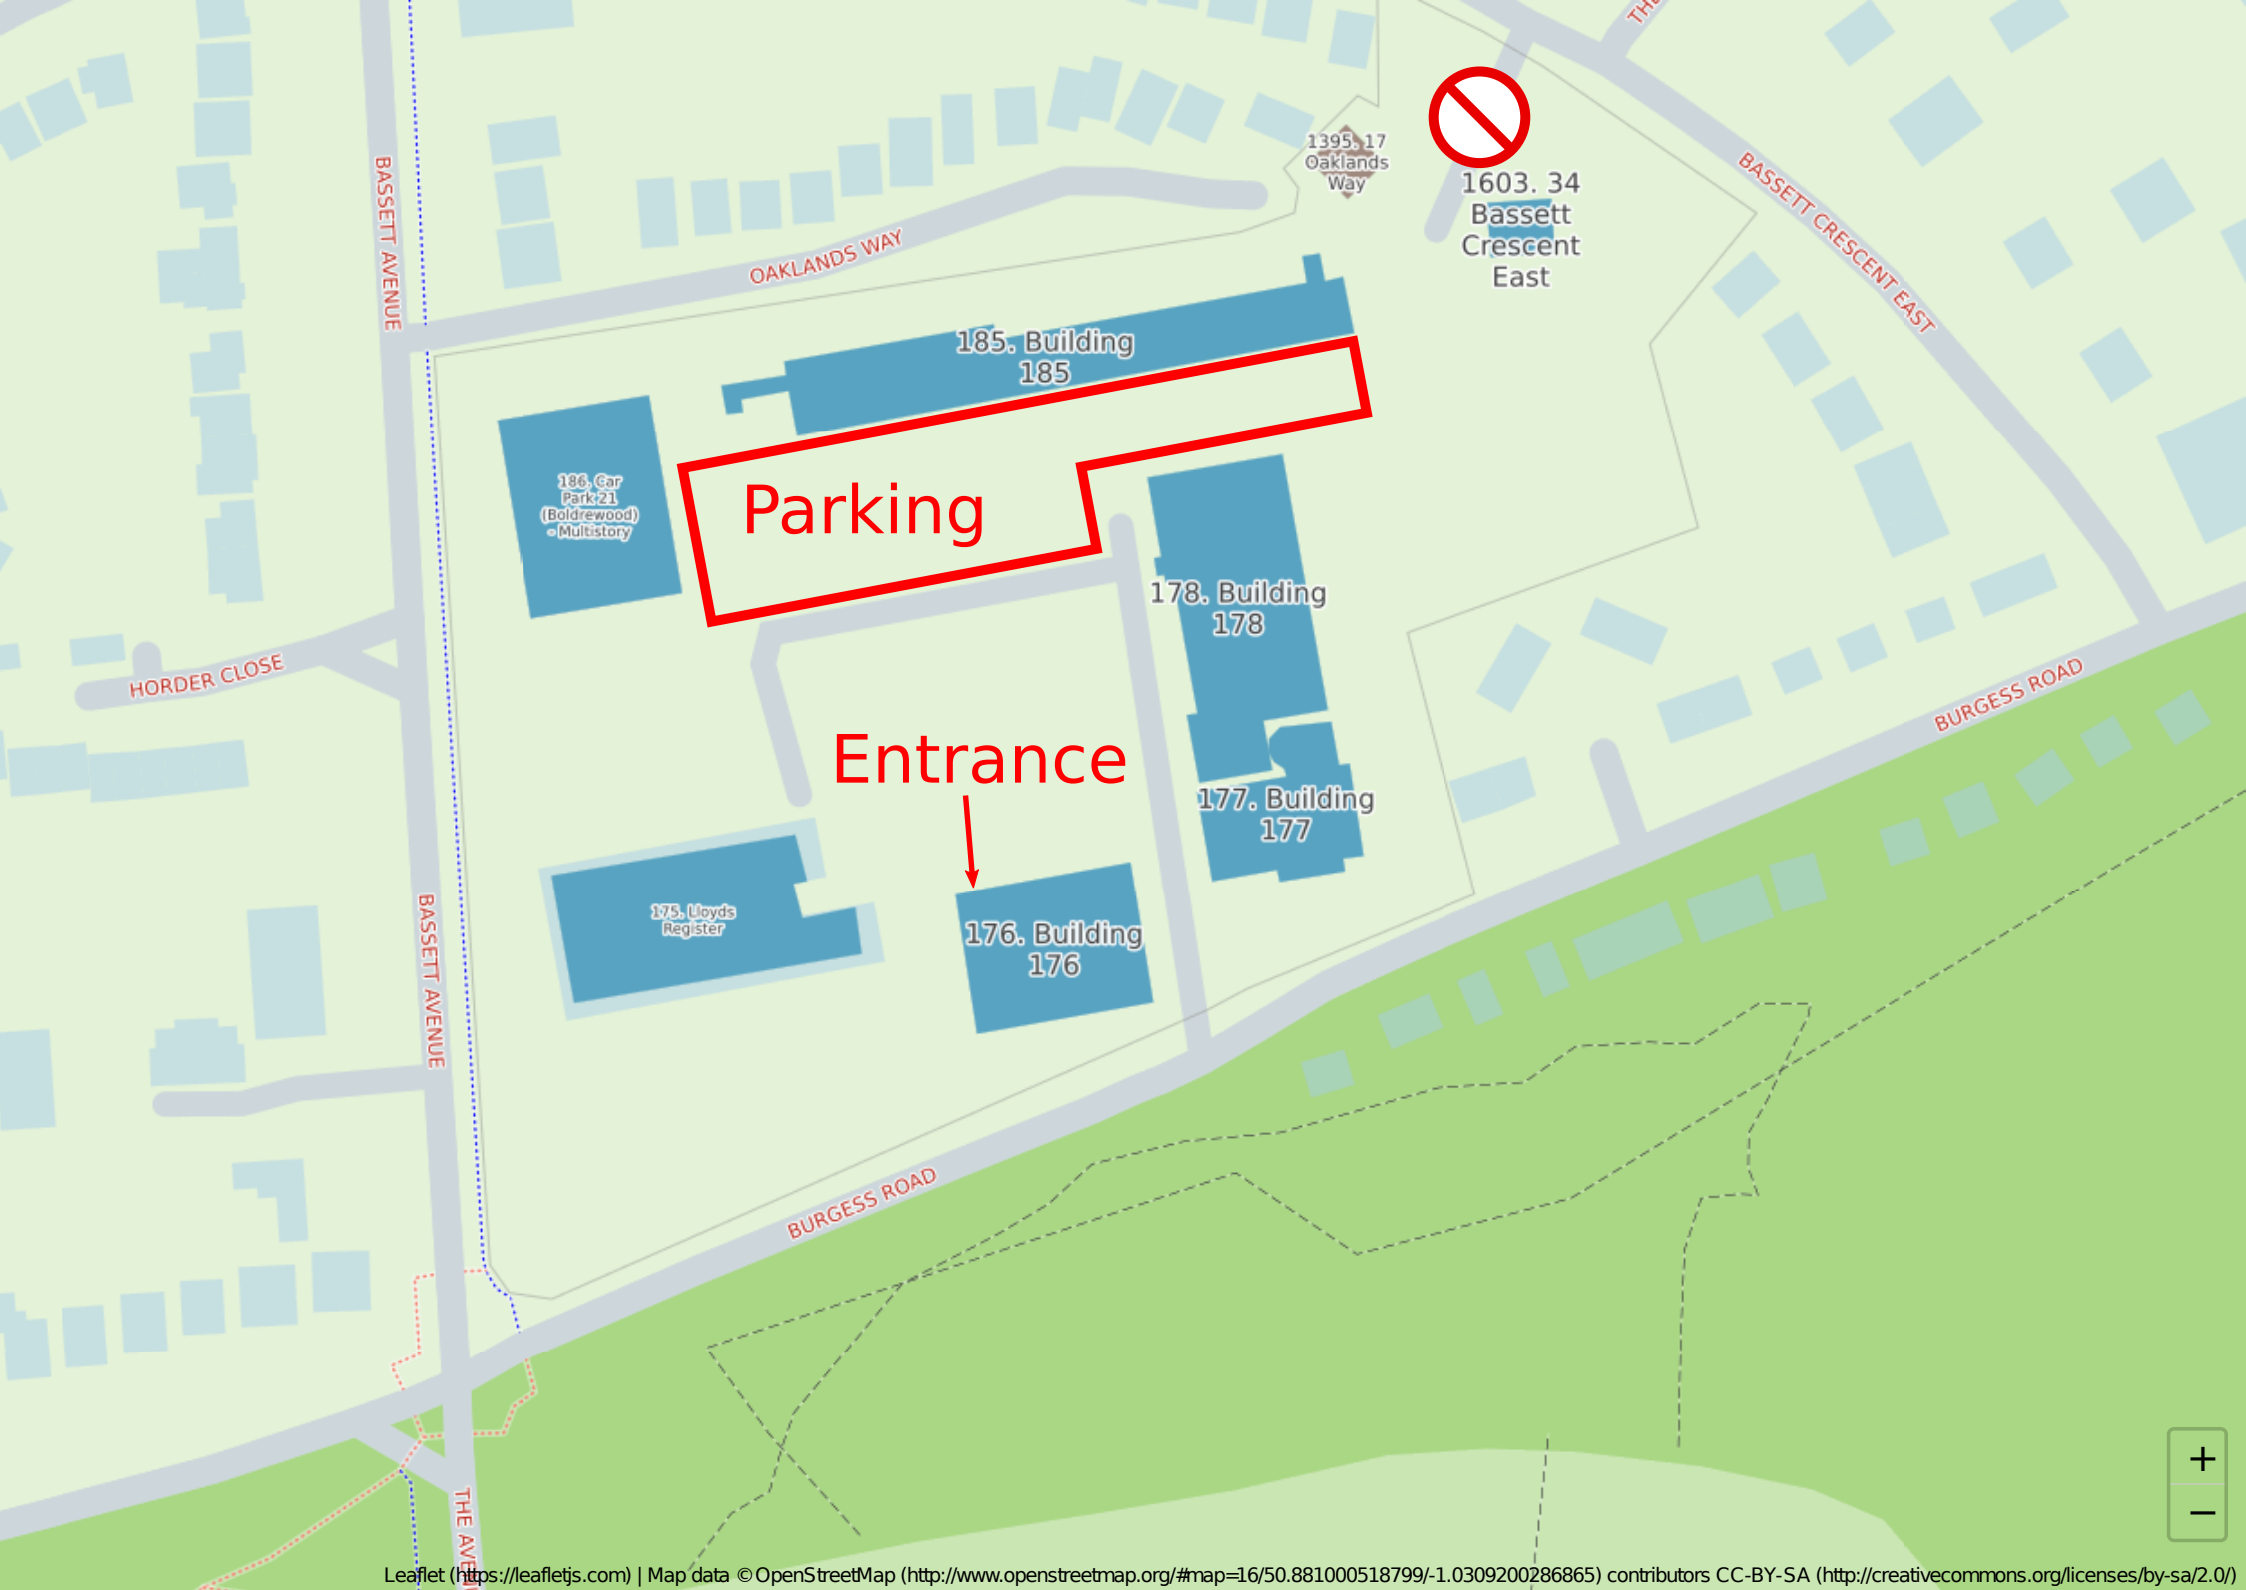 THE
BASSETT AVENUE
1395. 17
Oaklands
Way
1603. 34
Bassett
Crescent
East
BASSETT CRESCENT EAST
OAKLANDS WAY
185. Building
185
186. Car
Park 21
(Boldrewood)
- Multistory
Parking
178. Building
178
HORDER CLOSE
BURGESS ROAD
Entrance
177. Building
177
175. Lloyds
Register
176. Building
176
BASSETT AVENUE
BURGESS ROAD
THE AVEN
+
−
Leaflet (https://leafletjs.com) | Map data © OpenStreetMap (http://www.openstreetmap.org/#map=16/50.881000518799/-1.0309200286865) contributors CC-BY-SA (http://creativecommons.org/licenses/by-sa/2.0/)